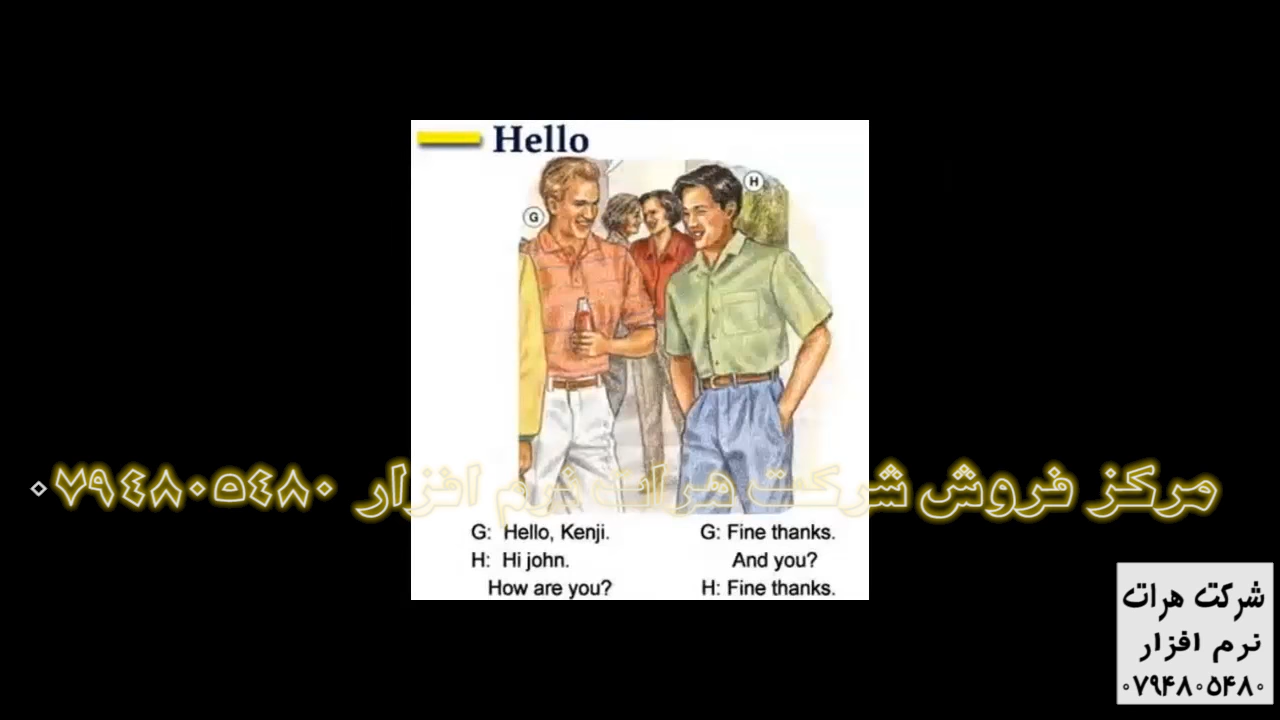 Hello
G
H
مرکز فروش شرکت هرات نرم افزار ٠٧٩٤٨٠٥٤٨٠
G: Hello, Kenji.
H: Hi john.
How are you?
G: Fine thanks.
And you?
H: Fine thanks.
شرکت هرات
نرم افزار
۰۷۹۴۸۰۵۴۸۰